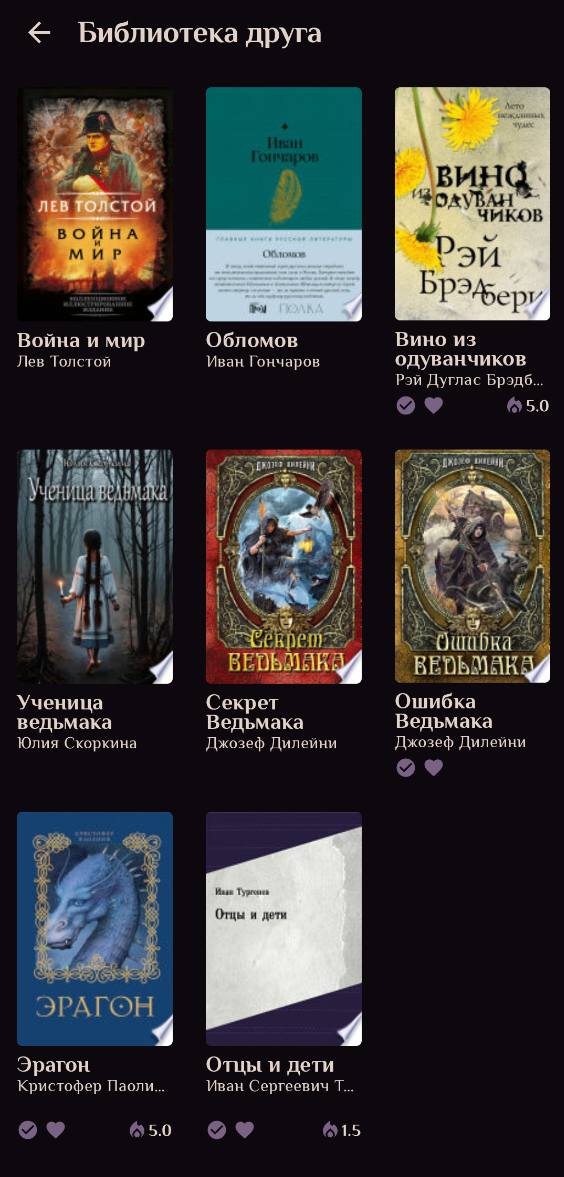 Библиотека друга
ЛЕВ ТОЛСТОЙ
ВОЙНА
И
МИР
КОЛЛЕКЦИОННОЕ
ИЛЛЮСТРИРОВАННОЕ
ИЗДАНИЕ
Война и мир
Лев Толстой
Иван
Гончаров
ГЛАВНЫЕ КНИГИ РУССКОЙ ЛИТЕРАТУРЫ
Обломов
ПОЛКА
Обломов
Иван Гончаров
Лето
нежданных
чудес
ВИНО
ИЗ ОДУВАН
ЧИКОВ
РЭЙ
БРЭДбери
Вино из
одуванчиков
Рэй Дуглас Брэдб...
5.0
Юлия Скоркина
Ученица ведьмака
Ученица
ведьмака
Юлия Скоркина
ДЖОЗЕФ ДИЛЕЙНИ
Секрет
ВЕДЬМАКА
Секрет
Ведьмака
Джозеф Дилейни
ДЖОЗЕФ ДИЛЕЙНИ
Ошибка
ВЕДЬМАКА
Ошибка
Ведьмака
Джозеф Дилейни
КРИСТОФЕР
ПАОЛИНИ
ЭРАГОН
Эрагон
Кристофер Паоли...
5.0
Иван Тургенев
Отцы и дети
Отцы и дети
Иван Сергеевич Т...
1.5